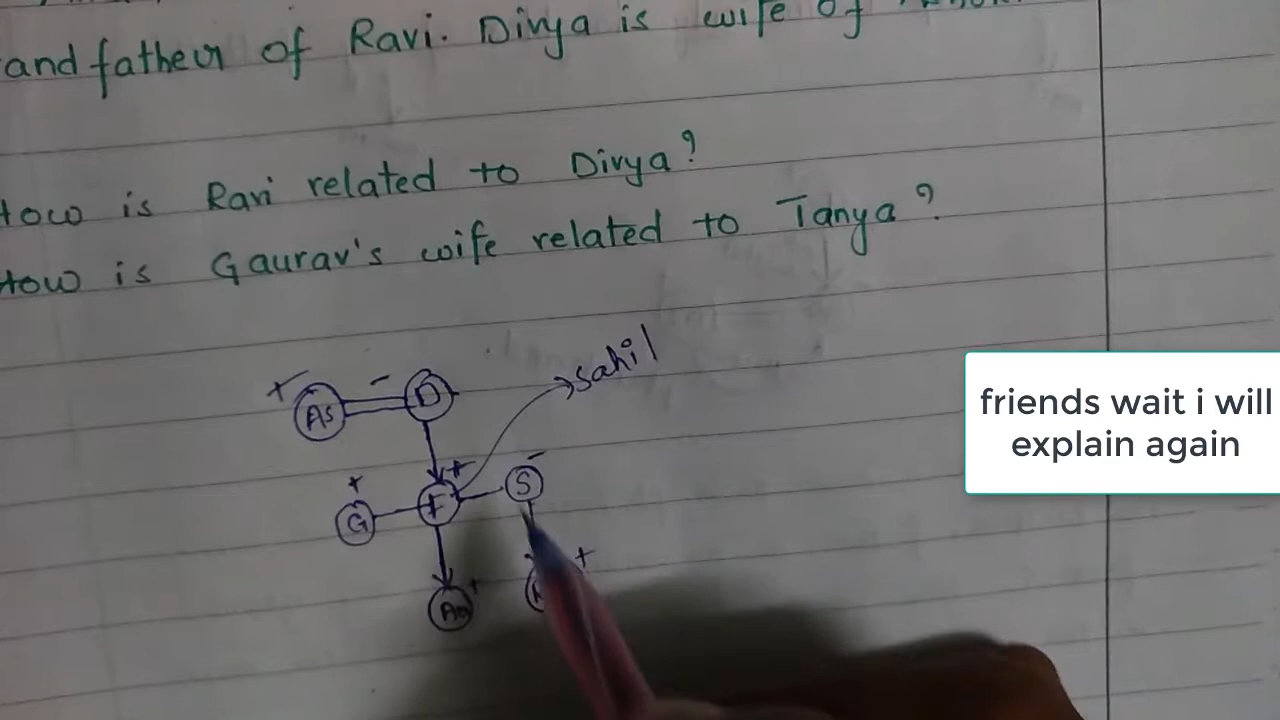 and father of Ravi. Divya is wife of
How is Ravi related to Divya?
How is Gaurav's wife related to Tanya?
sahil
+ - 
As D
+ + -
G F S
friends wait i will
explain again
+ +